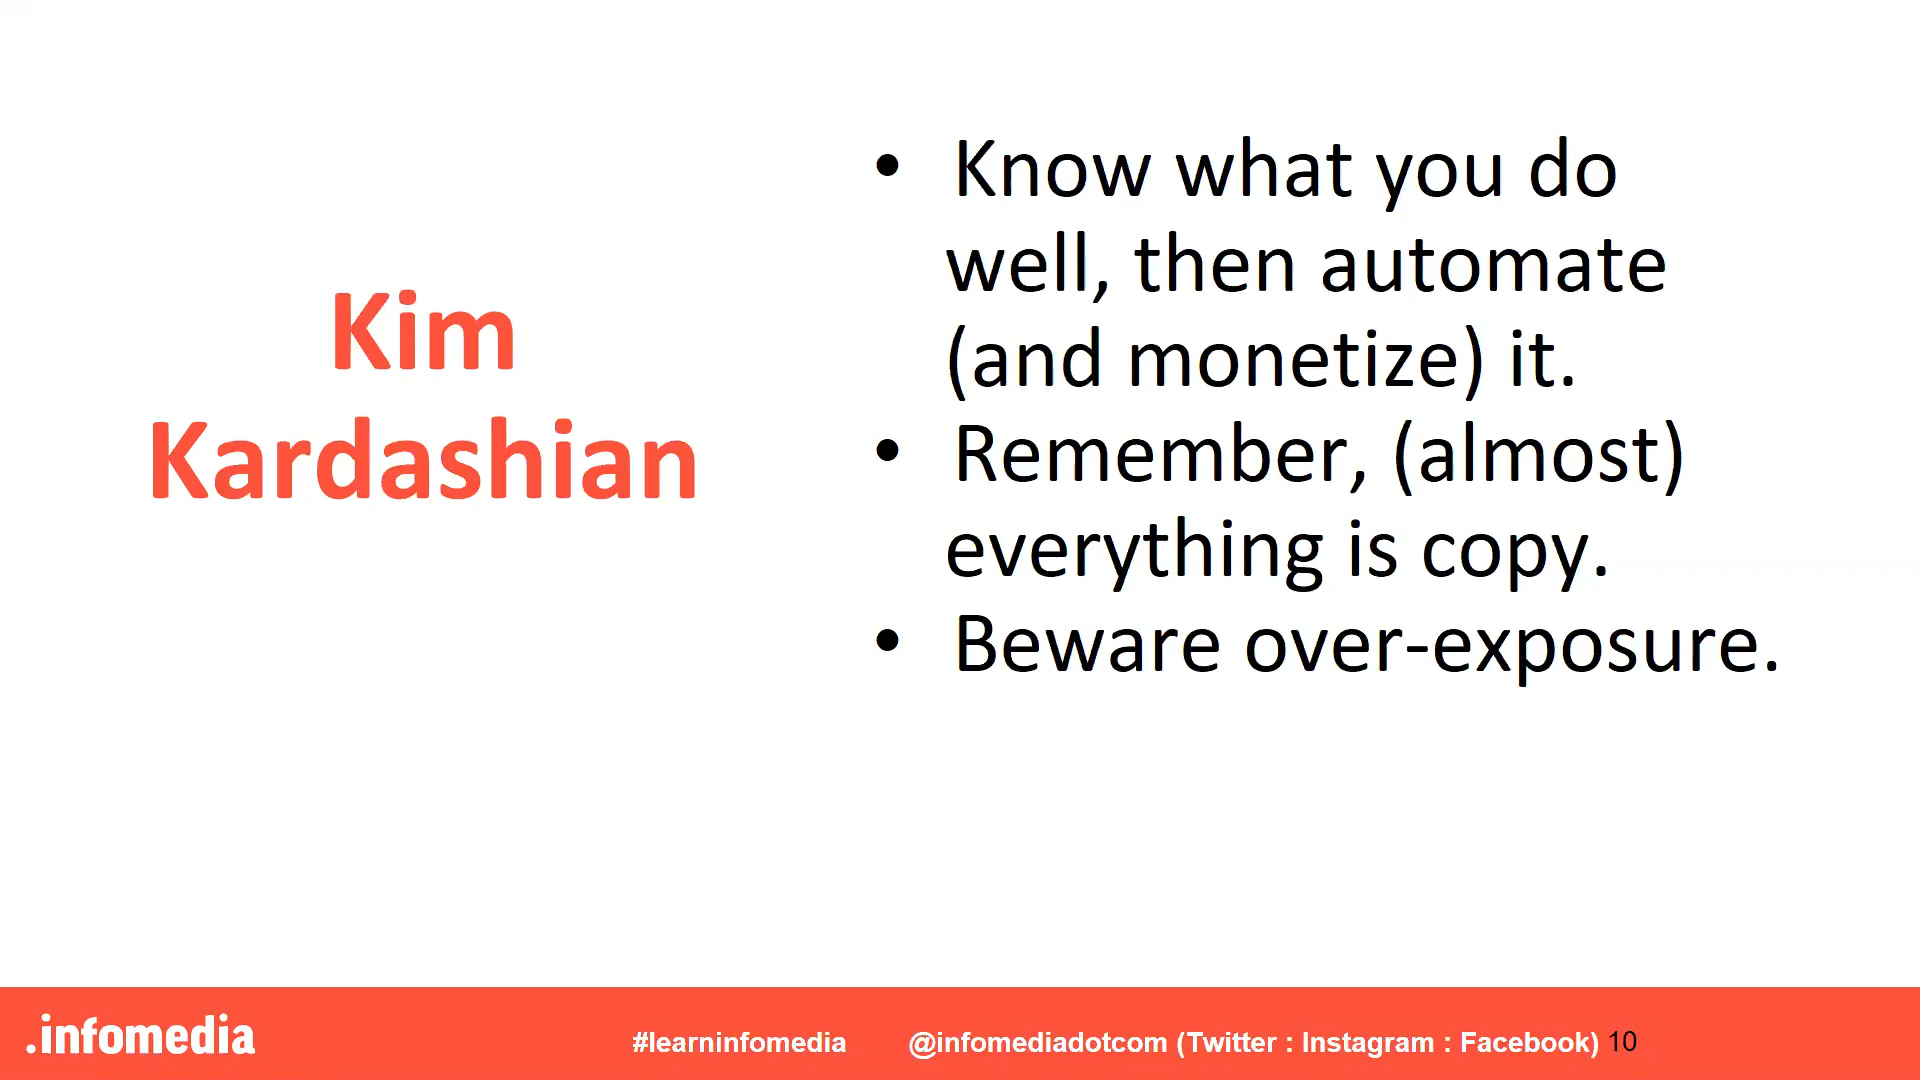 Kim
Kardashian
• Know what you do
well, then automate
(and monetize) it.
• Remember, (almost)
everything is copy.
• Beware over-exposure.
.infomedia
#learninfomedia @infomediadotcom (Twitter : Instagram : Facebook) 10